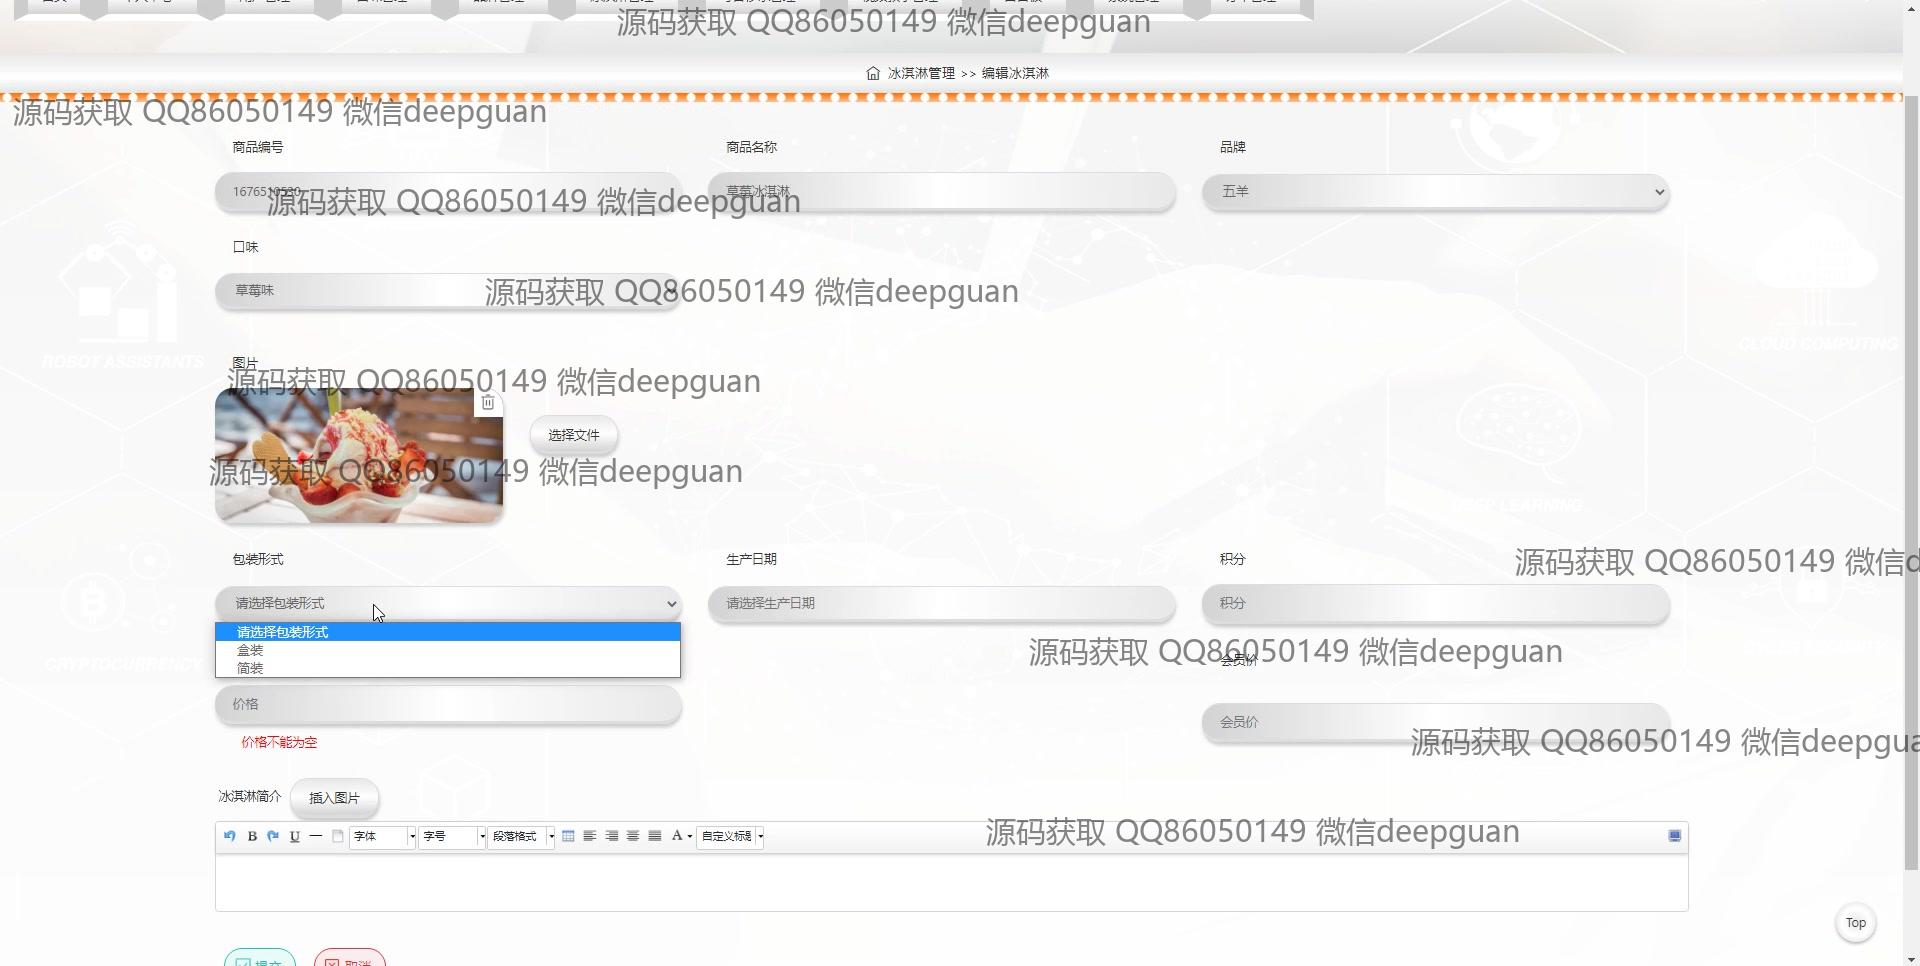 源码获取 QQ86050149 微信deepguan
冰淇淋管理 >> 编辑冰淇淋
源码获取 QQ86050149 微信deepguan
商品编号 商品名称 品牌
1676510530 草莓冰淇淋 五羊
源码获取 QQ86050149 微信deepguan
口味
草莓味
源码获取 QQ86050149 微信deepguan
ROBOT ASSISTANTS
CLOUD COMPUTING
图片
源码获取 QQ86050149 微信deepguan
选择文件
源码获取 QQ86050149 微信deepguan
DEEP LEARNING
包装形式 生产日期 积分
源码获取 QQ86050149 微信d
请选择包装形式 请选择生产日期 积分
请选择包装形式
盒装
简装
源码获取 QQ86050149 微信deepguan
会员价
CRYPTOCURRENCY
价格
会员价
价格不能为空
源码获取 QQ86050149 微信deepgua
冰淇淋简介 插入图片
B U 字体 字号 段落格式 A 自定义标题
源码获取 QQ86050149 微信deepguan
Top
提交 取消